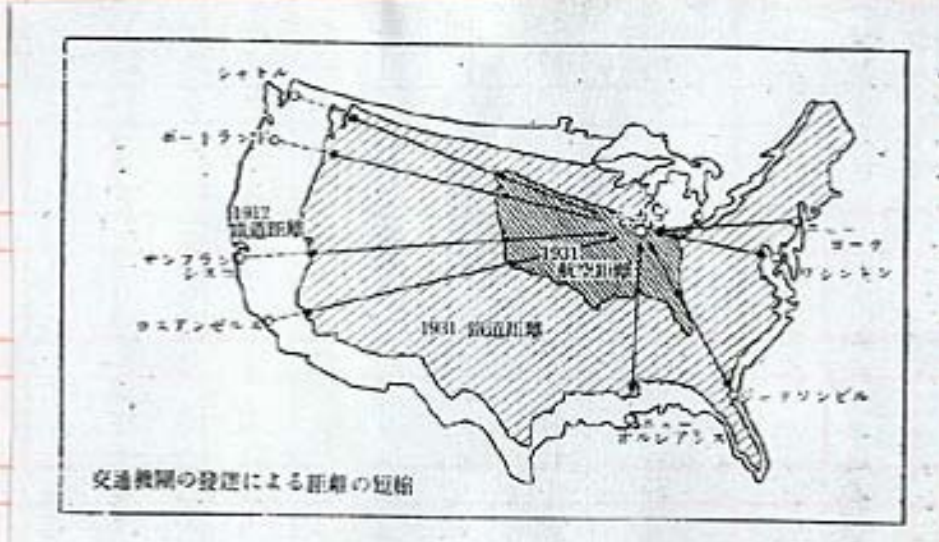 シャトル
ポートランド
1917
鐵道距離
サンフラン
シスコ
ロスアンゼルス
1931
航空距離
1931 鐵道距離
ニュー
ヨーク
ワシントン
ジャクソンビル
ニュー
オルレアンス
交通機關の發達による距離の短縮